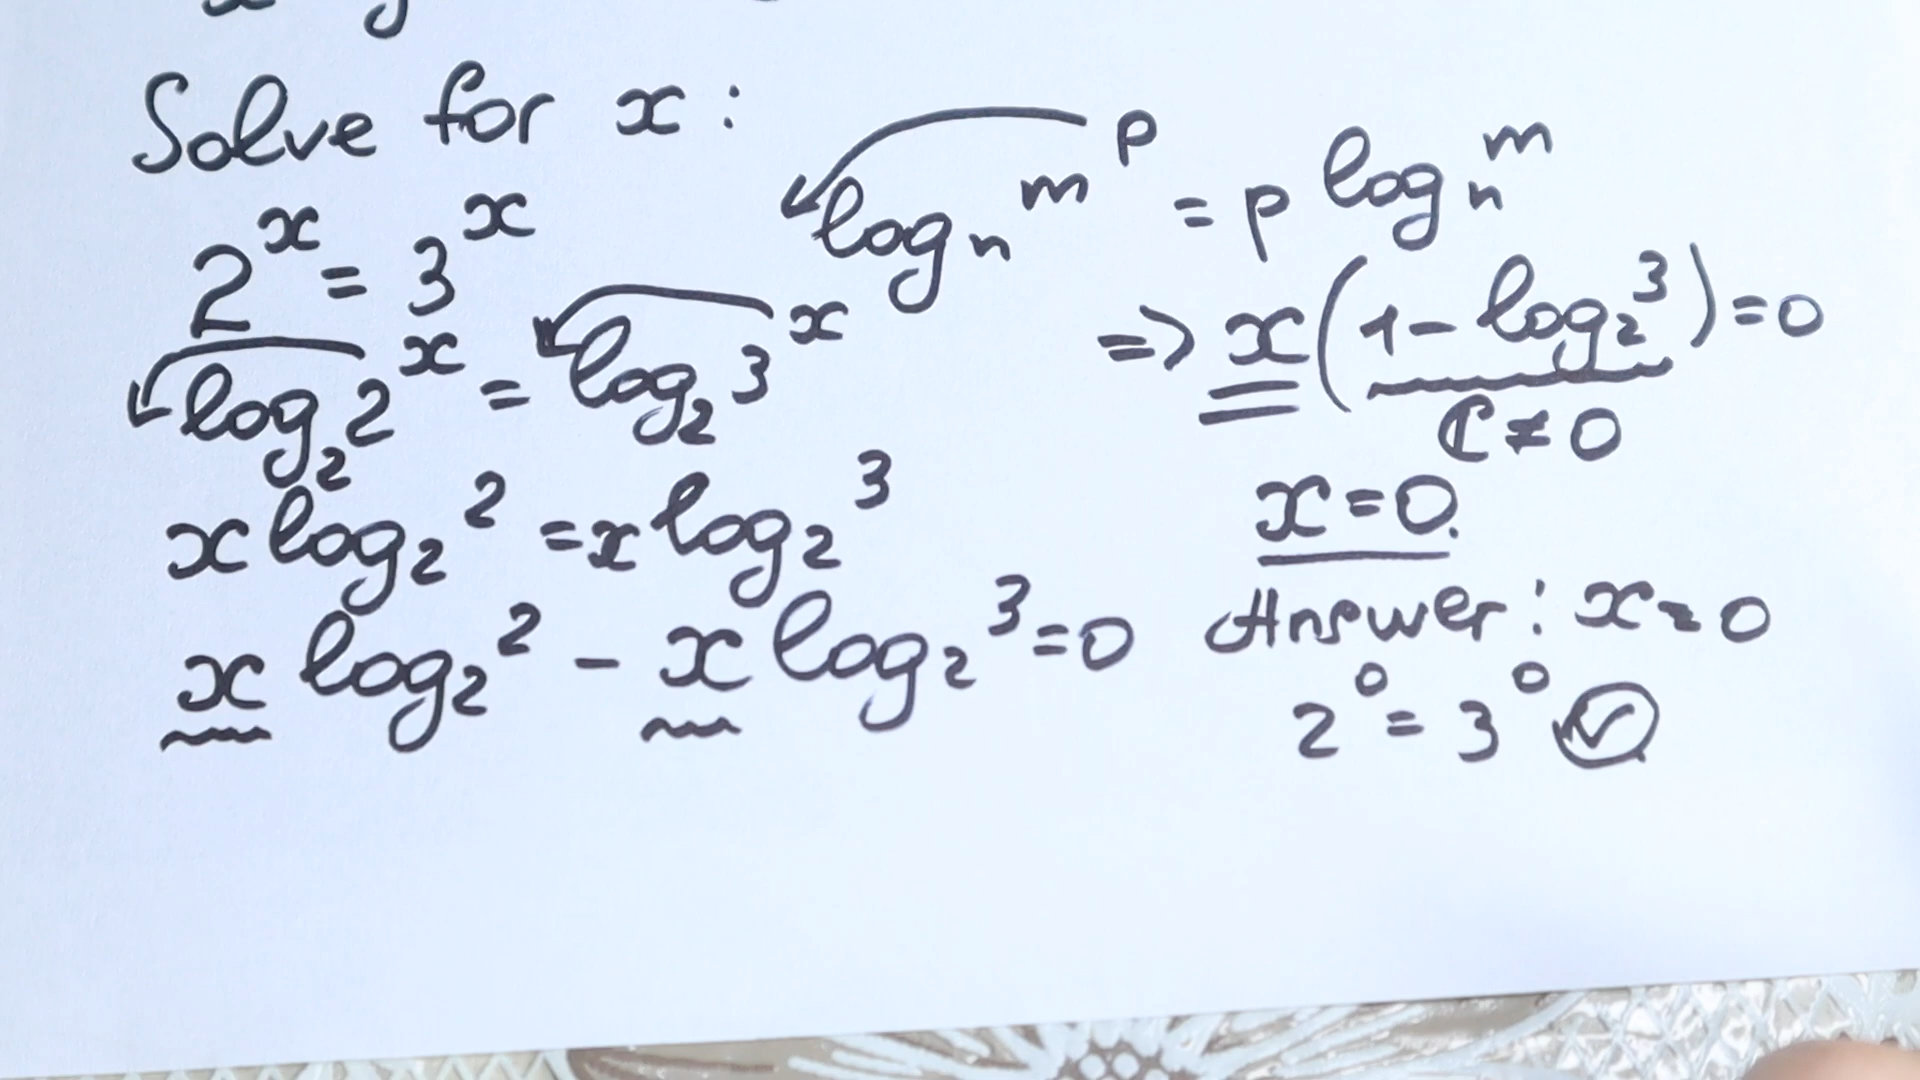 Solve for x :
2^x = 3^x
log_2 2^x = log_2 3^x
x log_2 2 = x log_2 3
x log_2 2 - x log_2 3 = 0
log_n m^p = p log_n m
=> x (1 - log_2 3) = 0
C ≠ 0
x = 0.
Answer : x = 0
2^0 = 3^0 ✓